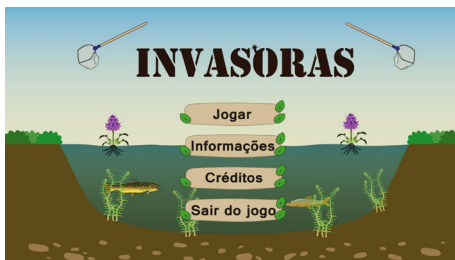 INVASORAS
Jogar
Informações
Créditos
Sair do jogo